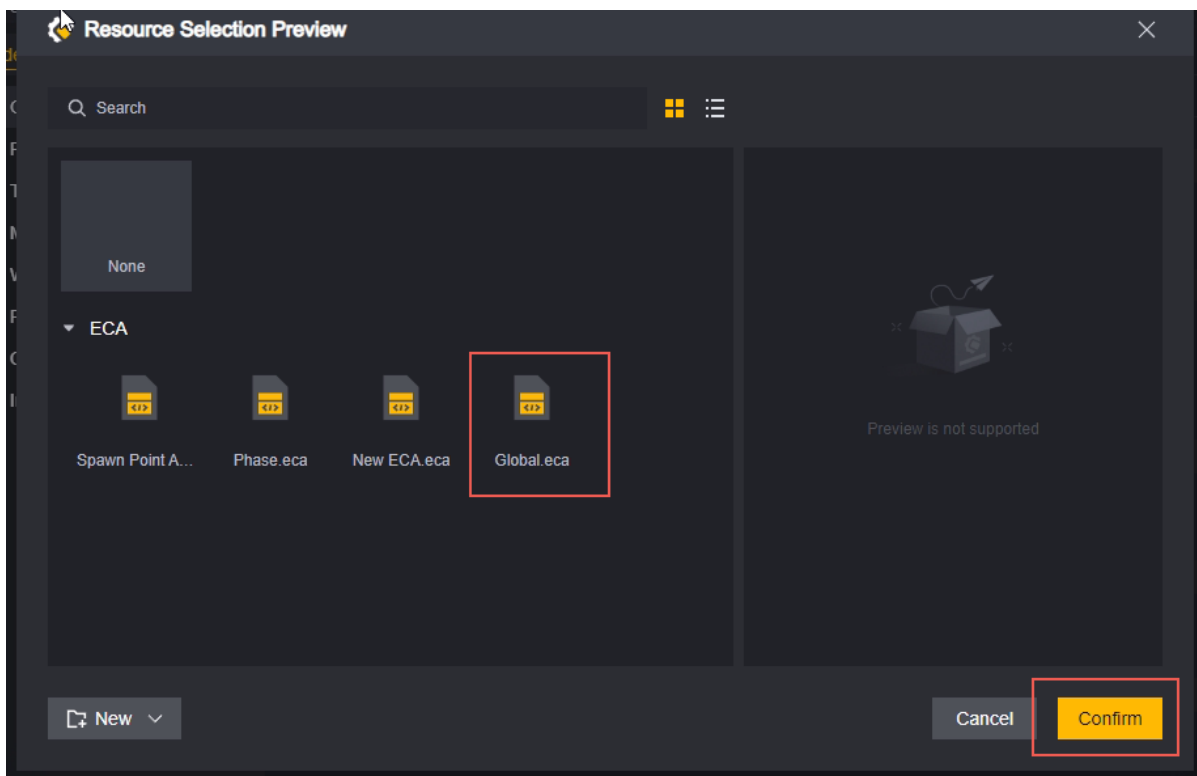 Resource Selection Preview
Search
None
ECA
Spawn Point A...
Phase.eca
New ECA.eca
Global.eca
Preview is not supported
New
Cancel
Confirm